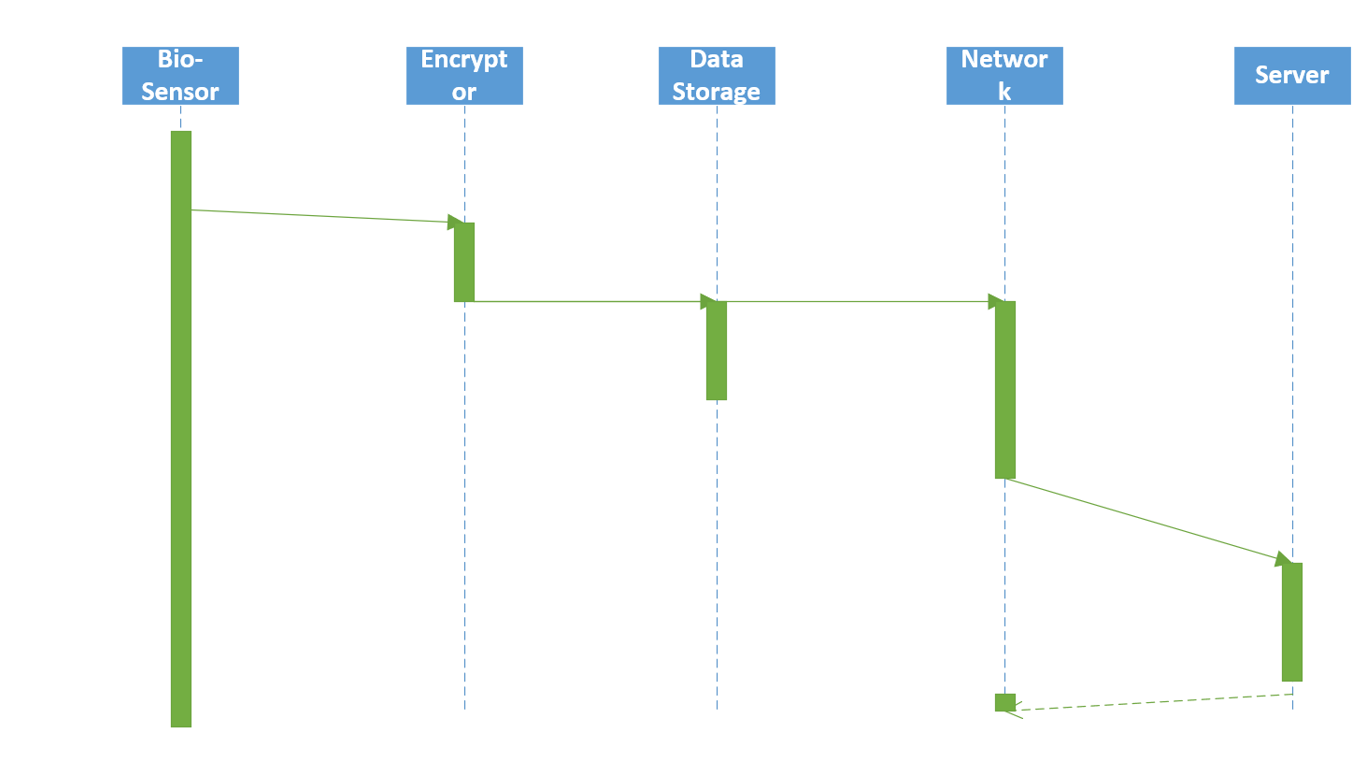 Bio-
Sensor
Encrypt
or
Data
Storage
Networ
k
Server